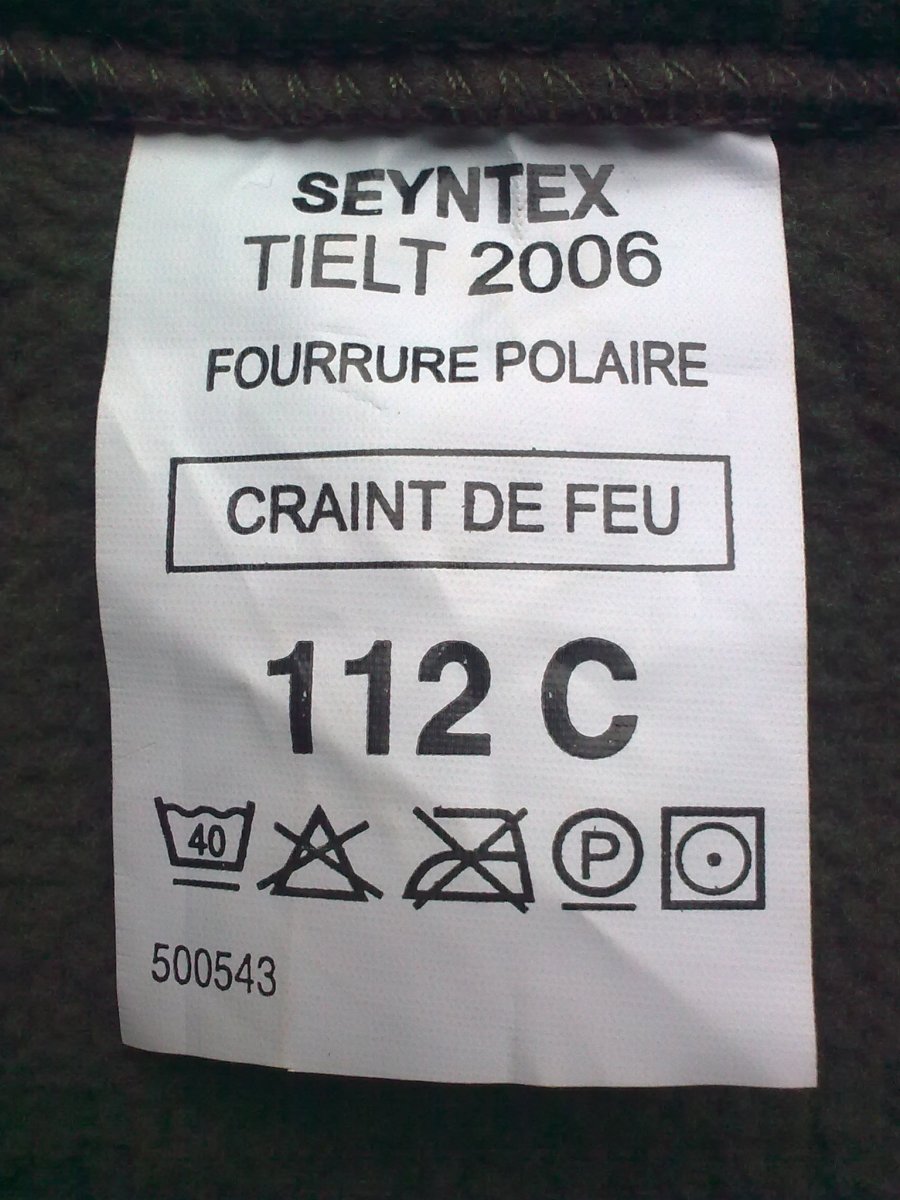 SEYNTEX
TIELT 2006
FOURRURE POLAIRE
CRAINT DE FEU
112 C
40
P
500543